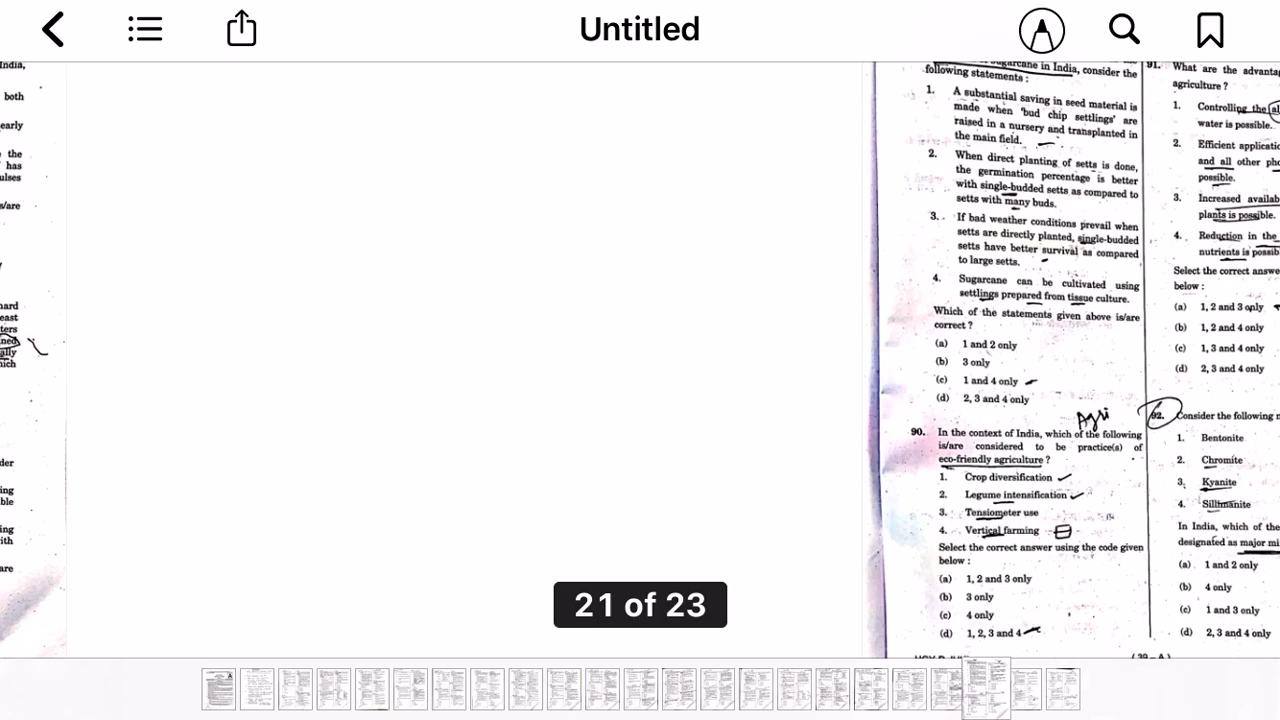 Untitled
India,
both
early
the
has
pulses
is/are
hard
east
ters
ined
ally
hich
der
ing
ble
ing
ith
are
sugarcane in India, consider the
following statements :
1. A substantial saving in seed material is
made when 'bud chip settlings' are
raised in a nursery and transplanted in
the main field.
2. When direct planting of setts is done,
the germination percentage is better
with single-budded setts as compared to
setts with many buds.
3. If bad weather conditions prevail when
setts are directly planted, single-budded
setts have better survival as compared
to large setts.
4. Sugarcane can be cultivated using
settlings prepared from tissue culture.
Which of the statements given above is/are
correct ?
(a) 1 and 2 only
(b) 3 only
(c) 1 and 4 only
(d) 2, 3 and 4 only
Agri
90. In the context of India, which of the following
is/are considered to be practice(s) of
eco-friendly agriculture ?
1. Crop diversification
2. Legume intensification
3. Tensiometer use
4. Vertical farming
Select the correct answer using the code given
below :
(a) 1, 2 and 3 only
(b) 3 only
(c) 4 only
(d) 1, 2, 3 and 4
(39-A)
91. What are the advanta
agriculture ?
1. Controlling the al
water is possible.
2. Efficient applicatio
and all other pho
possible.
3. Increased availab
plants is possible.
4. Reduction in the
nutrients is possib
Select the correct answe
below :
(a) 1, 2 and 3 only
(b) 1, 2 and 4 only
(c) 1, 3 and 4 only
(d) 2, 3 and 4 only
92. Consider the following m
1. Bentonite
2. Chromite
3. Kyanite
4. Sillimanite
In India, which of the
designated as major mi
(a) 1 and 2 only
(b) 4 only
(c) 1 and 3 only
(d) 2, 3 and 4 only
21 of 23